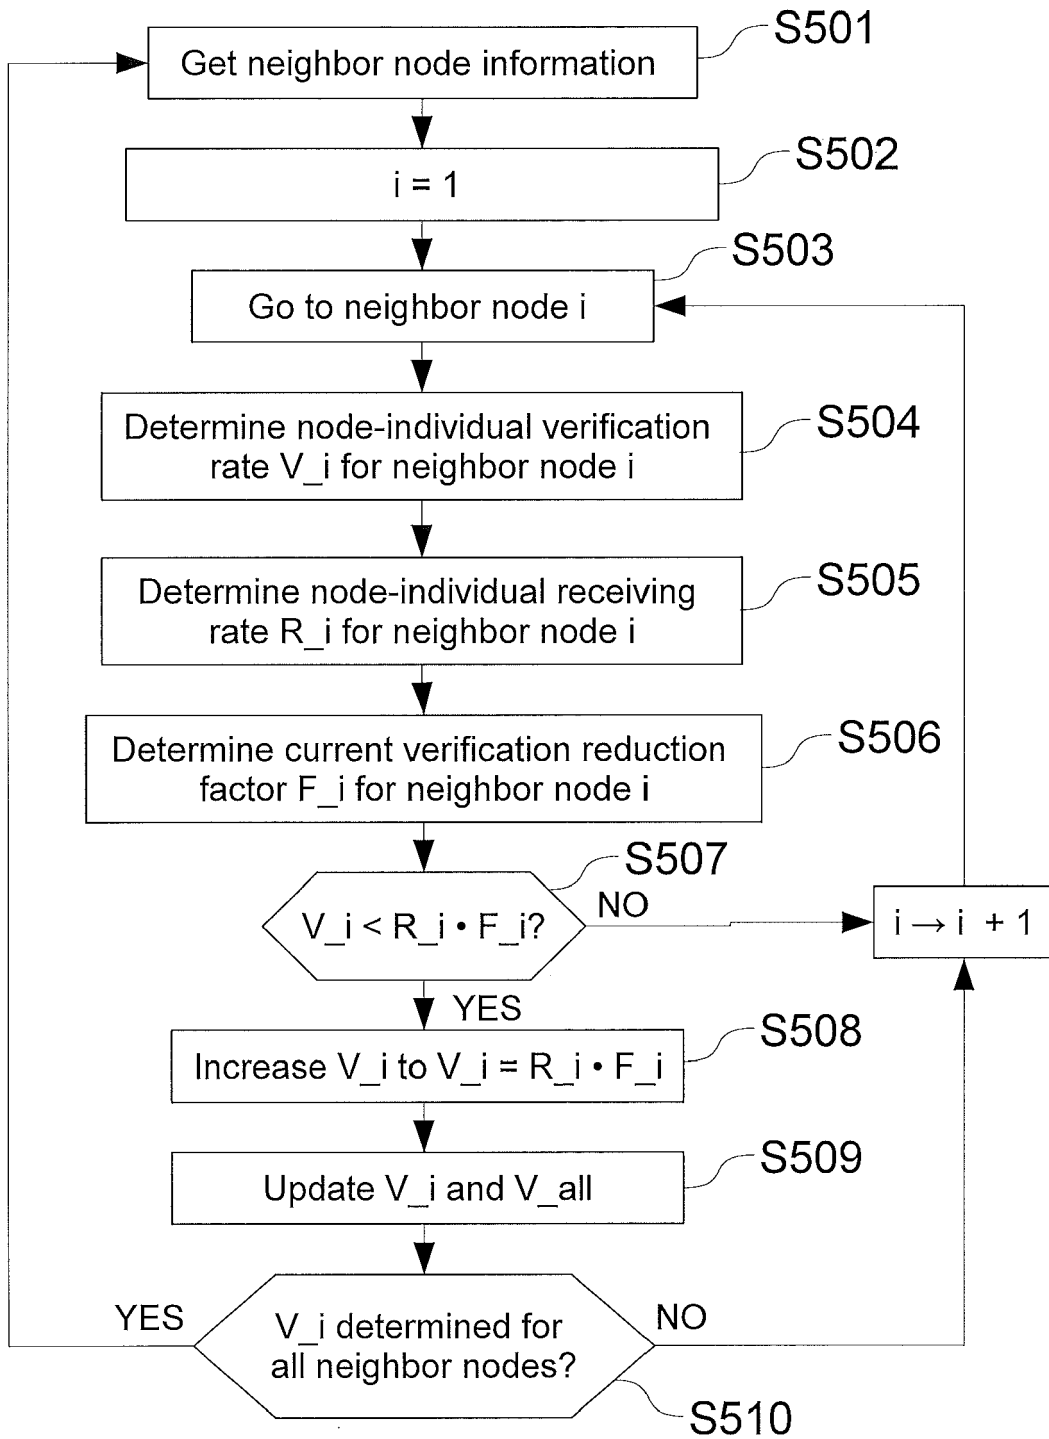 S501
Get neighbor node information
S502
i = 1
S503
Go to neighbor node i
S504
Determine node-individual verification
rate V_i for neighbor node i
S505
Determine node-individual receiving
rate R_i for neighbor node i
S506
Determine current verification reduction
factor F_i for neighbor node i
S507
V_i < R_i • F_i?
NO
i → i + 1
YES
S508
Increase V_i to V_i = R_i • F_i
S509
Update V_i and V_all
YES
V_i determined for
all neighbor nodes?
NO
S510